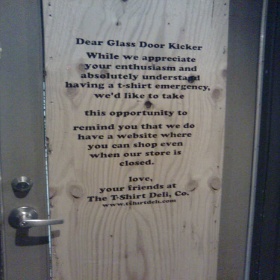 Dear Glass Door Kicker
While we appreciate
your enthusiasm and
absolutely understand
having a t-shirt emergency,
we'd like to take
this opportunity to
remind you that we do
have a website where
you can shop even
when our store is
closed.
love,
your friends at
The T-Shirt Deli, Co.
www.tshirtdeli.com